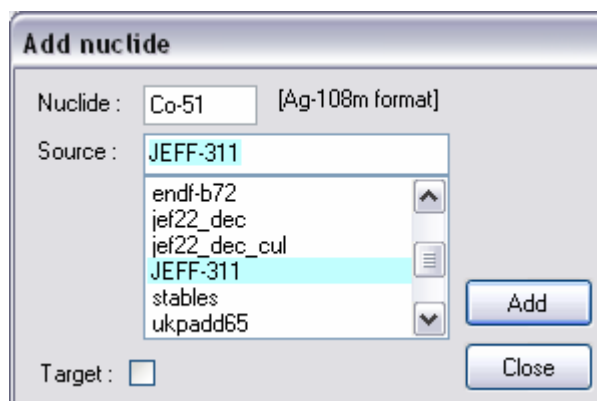 Add nuclide
Nuclide : Co-51 [Ag-108m format]
Source : JEFF-311
endf-b72
jef22_dec
jef22_dec_cul
JEFF-311
stables
ukpadd65
Add
Target :
Close